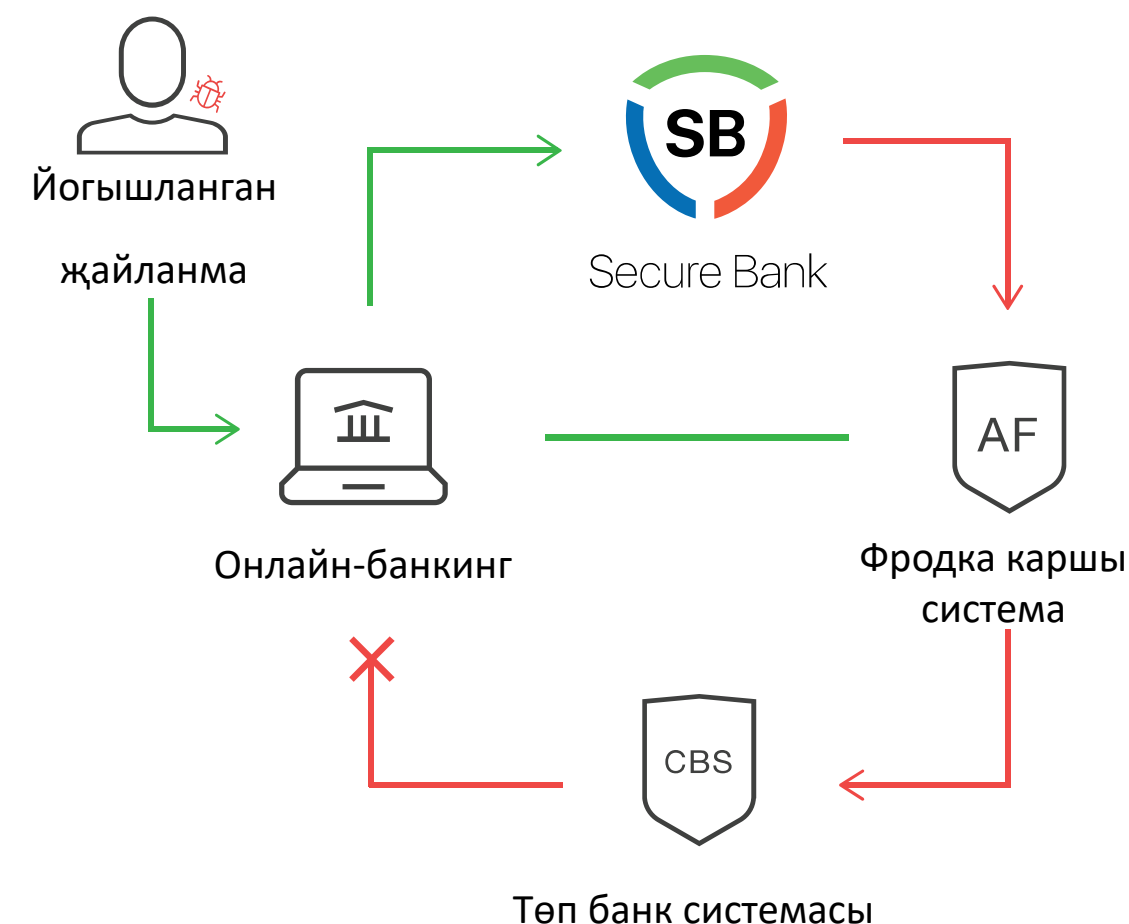 Йогышланган
җайланма
SB
Secure Bank
AF
Онлайн-банкинг
Фродка каршы
система
CBS
Төп банк системасы